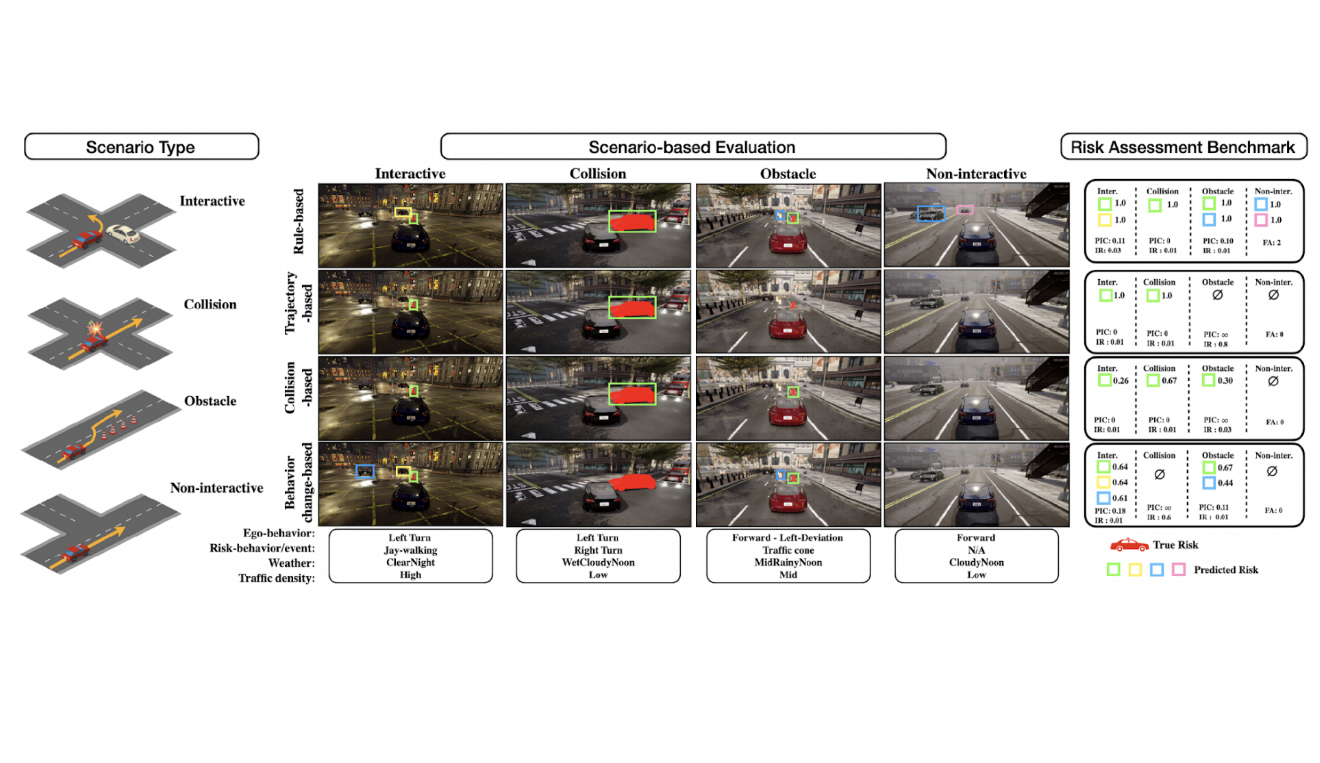 Scenario Type
Scenario-based Evaluation
Risk Assessment Benchmark
Interactive
Collision
Obstacle
Non-interactive
Interactive
Collision
Obstacle
Non-interactive
Rule-based
Trajectory
-based
Collision
-based
Behavior
change-based
Ego-behavior:
Risk-behavior/event:
Weather:
Traffic density:
Left Turn
Jay-walking
ClearNight
High
Left Turn
Right Turn
WetCloudyNoon
Low
Forward - Left-Deviation
Traffic cone
MidRainyNoon
Mid
Forward
N/A
CloudyNoon
Low
Inter. Collision Obstacle Non-inter.
1.0 1.0 1.0 1.0
1.0 1.0 1.0
PIC: 0.11 PIC: 0 PIC: 0.10 FA: 2
IR: 0.03 IR : 0.01 IR : 0.01
Inter. Collision Obstacle Non-inter.
1.0 1.0 ∅ ∅
PIC: 0 PIC: 0 PIC: ∞ FA: 0
IR : 0.01 IR : 0.01 IR : 0.8
Inter. Collision Obstacle Non-inter.
0.26 0.67 0.30 ∅
PIC: 0 PIC: 0 PIC: ∞ FA: 0
IR : 0.01 IR : 0.01 IR : 0.03
Inter. Collision Obstacle Non-inter.
0.64 ∅ 0.67 ∅
0.64 0.44
0.61
PIC: 0.18 PIC: ∞ PIC: 0.11 FA: 0
IR : 0.01 IR : 0.6 IR : 0.01
True Risk
Predicted Risk